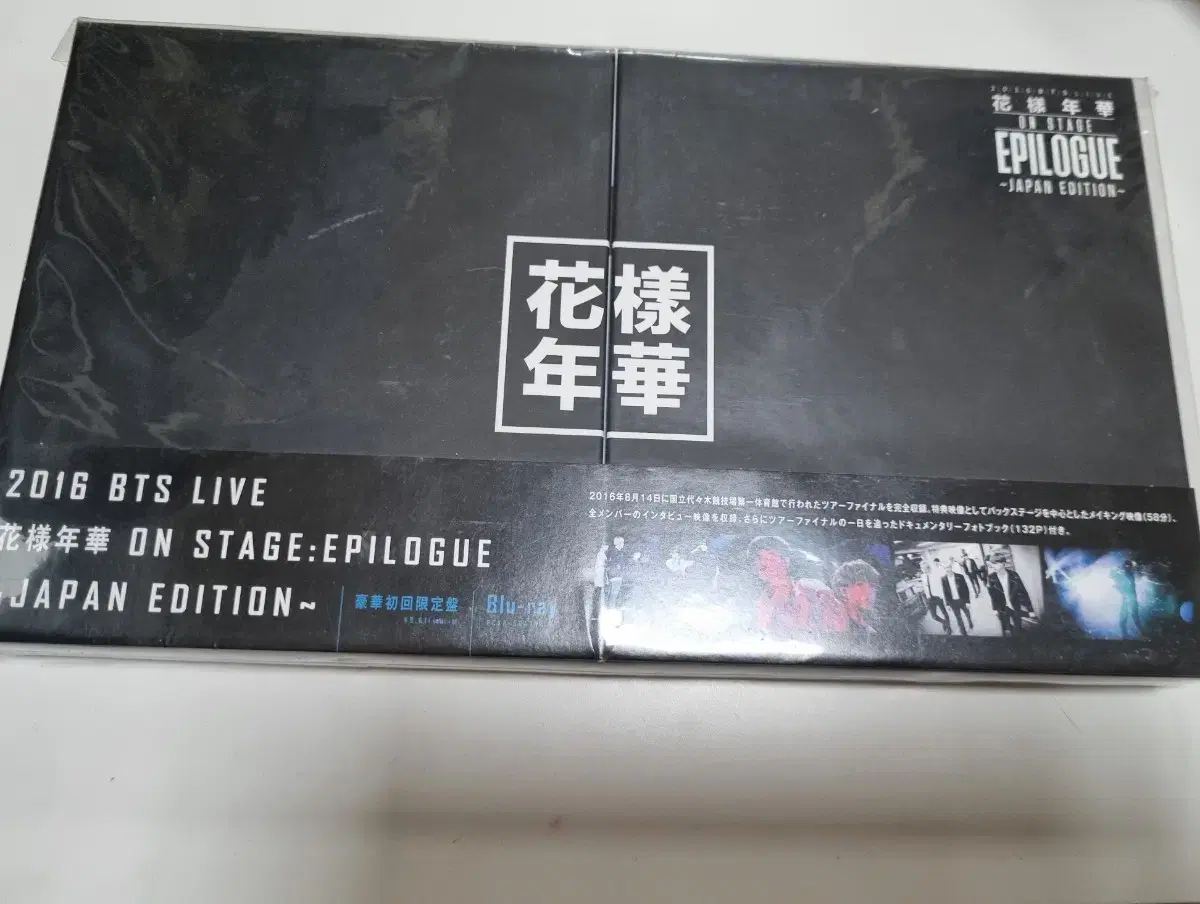 2016 BTS LIVE
花樣年華
ON STAGE
EPILOGUE
~JAPAN EDITION~
花樣
年華
2016 BTS LIVE
花様年華 ON STAGE:EPILOGUE
~JAPAN EDITION~
豪華初回限定盤
Blu-ray
2016年8月14日に国立代々木競技場第一体育館で行われたツアーファイナルを完全収録。特典映像としてバックステージを中心としたメイキング映像(58分)、
全メンバーのインタビュー映像を収録。さらにツアーファイナルの一日を追ったドキュメンタリーフォトブック(132P)付き。